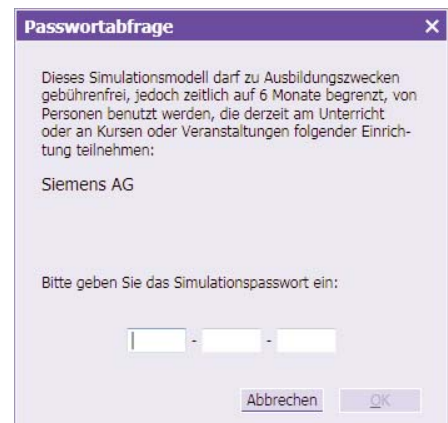 Passwortabfrage
Dieses Simulationsmodell darf zu Ausbildungszwecken
gebührenfrei, jedoch zeitlich auf 6 Monate begrenzt, von
Personen benutzt werden, die derzeit am Unterricht
oder an Kursen oder Veranstaltungen folgender Einrich-
tung teilnehmen:
Siemens AG
Bitte geben Sie das Simulationspasswort ein:
- -
Abbrechen OK